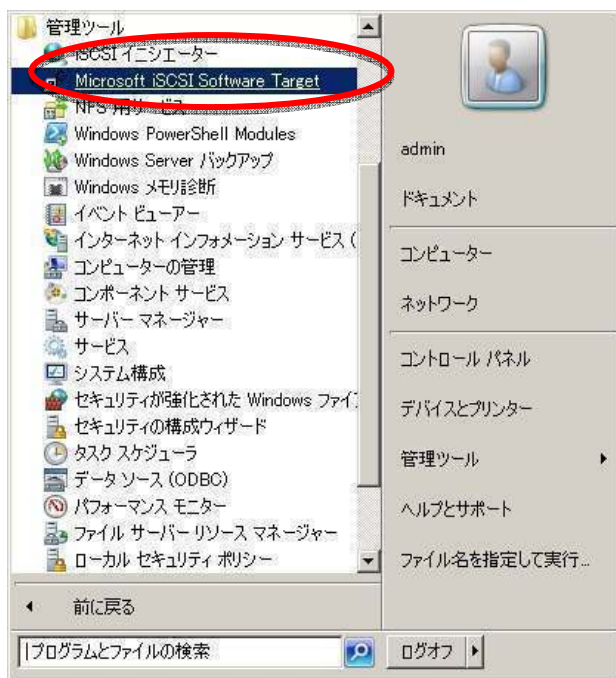 管理ツール
iSCSI イニシエーター
Microsoft iSCSI Software Target
NFS 用サービス
Windows PowerShell Modules
Windows Server バックアップ
Windows メモリ診断
イベント ビューアー
インターネット インフォメーション サービス (
コンピューターの管理
コンポーネント サービス
サーバー マネージャー
サービス
システム構成
セキュリティが強化された Windows ファイ
セキュリティの構成ウィザード
タスク スケジューラ
データ ソース (ODBC)
パフォーマンス モニター
ファイル サーバー リソース マネージャー
ローカル セキュリティ ポリシー
前に戻る
プログラムとファイルの検索
admin
ドキュメント
コンピューター
ネットワーク
コントロール パネル
デバイスとプリンター
管理ツール
ヘルプとサポート
ファイル名を指定して実行...
ログオフ